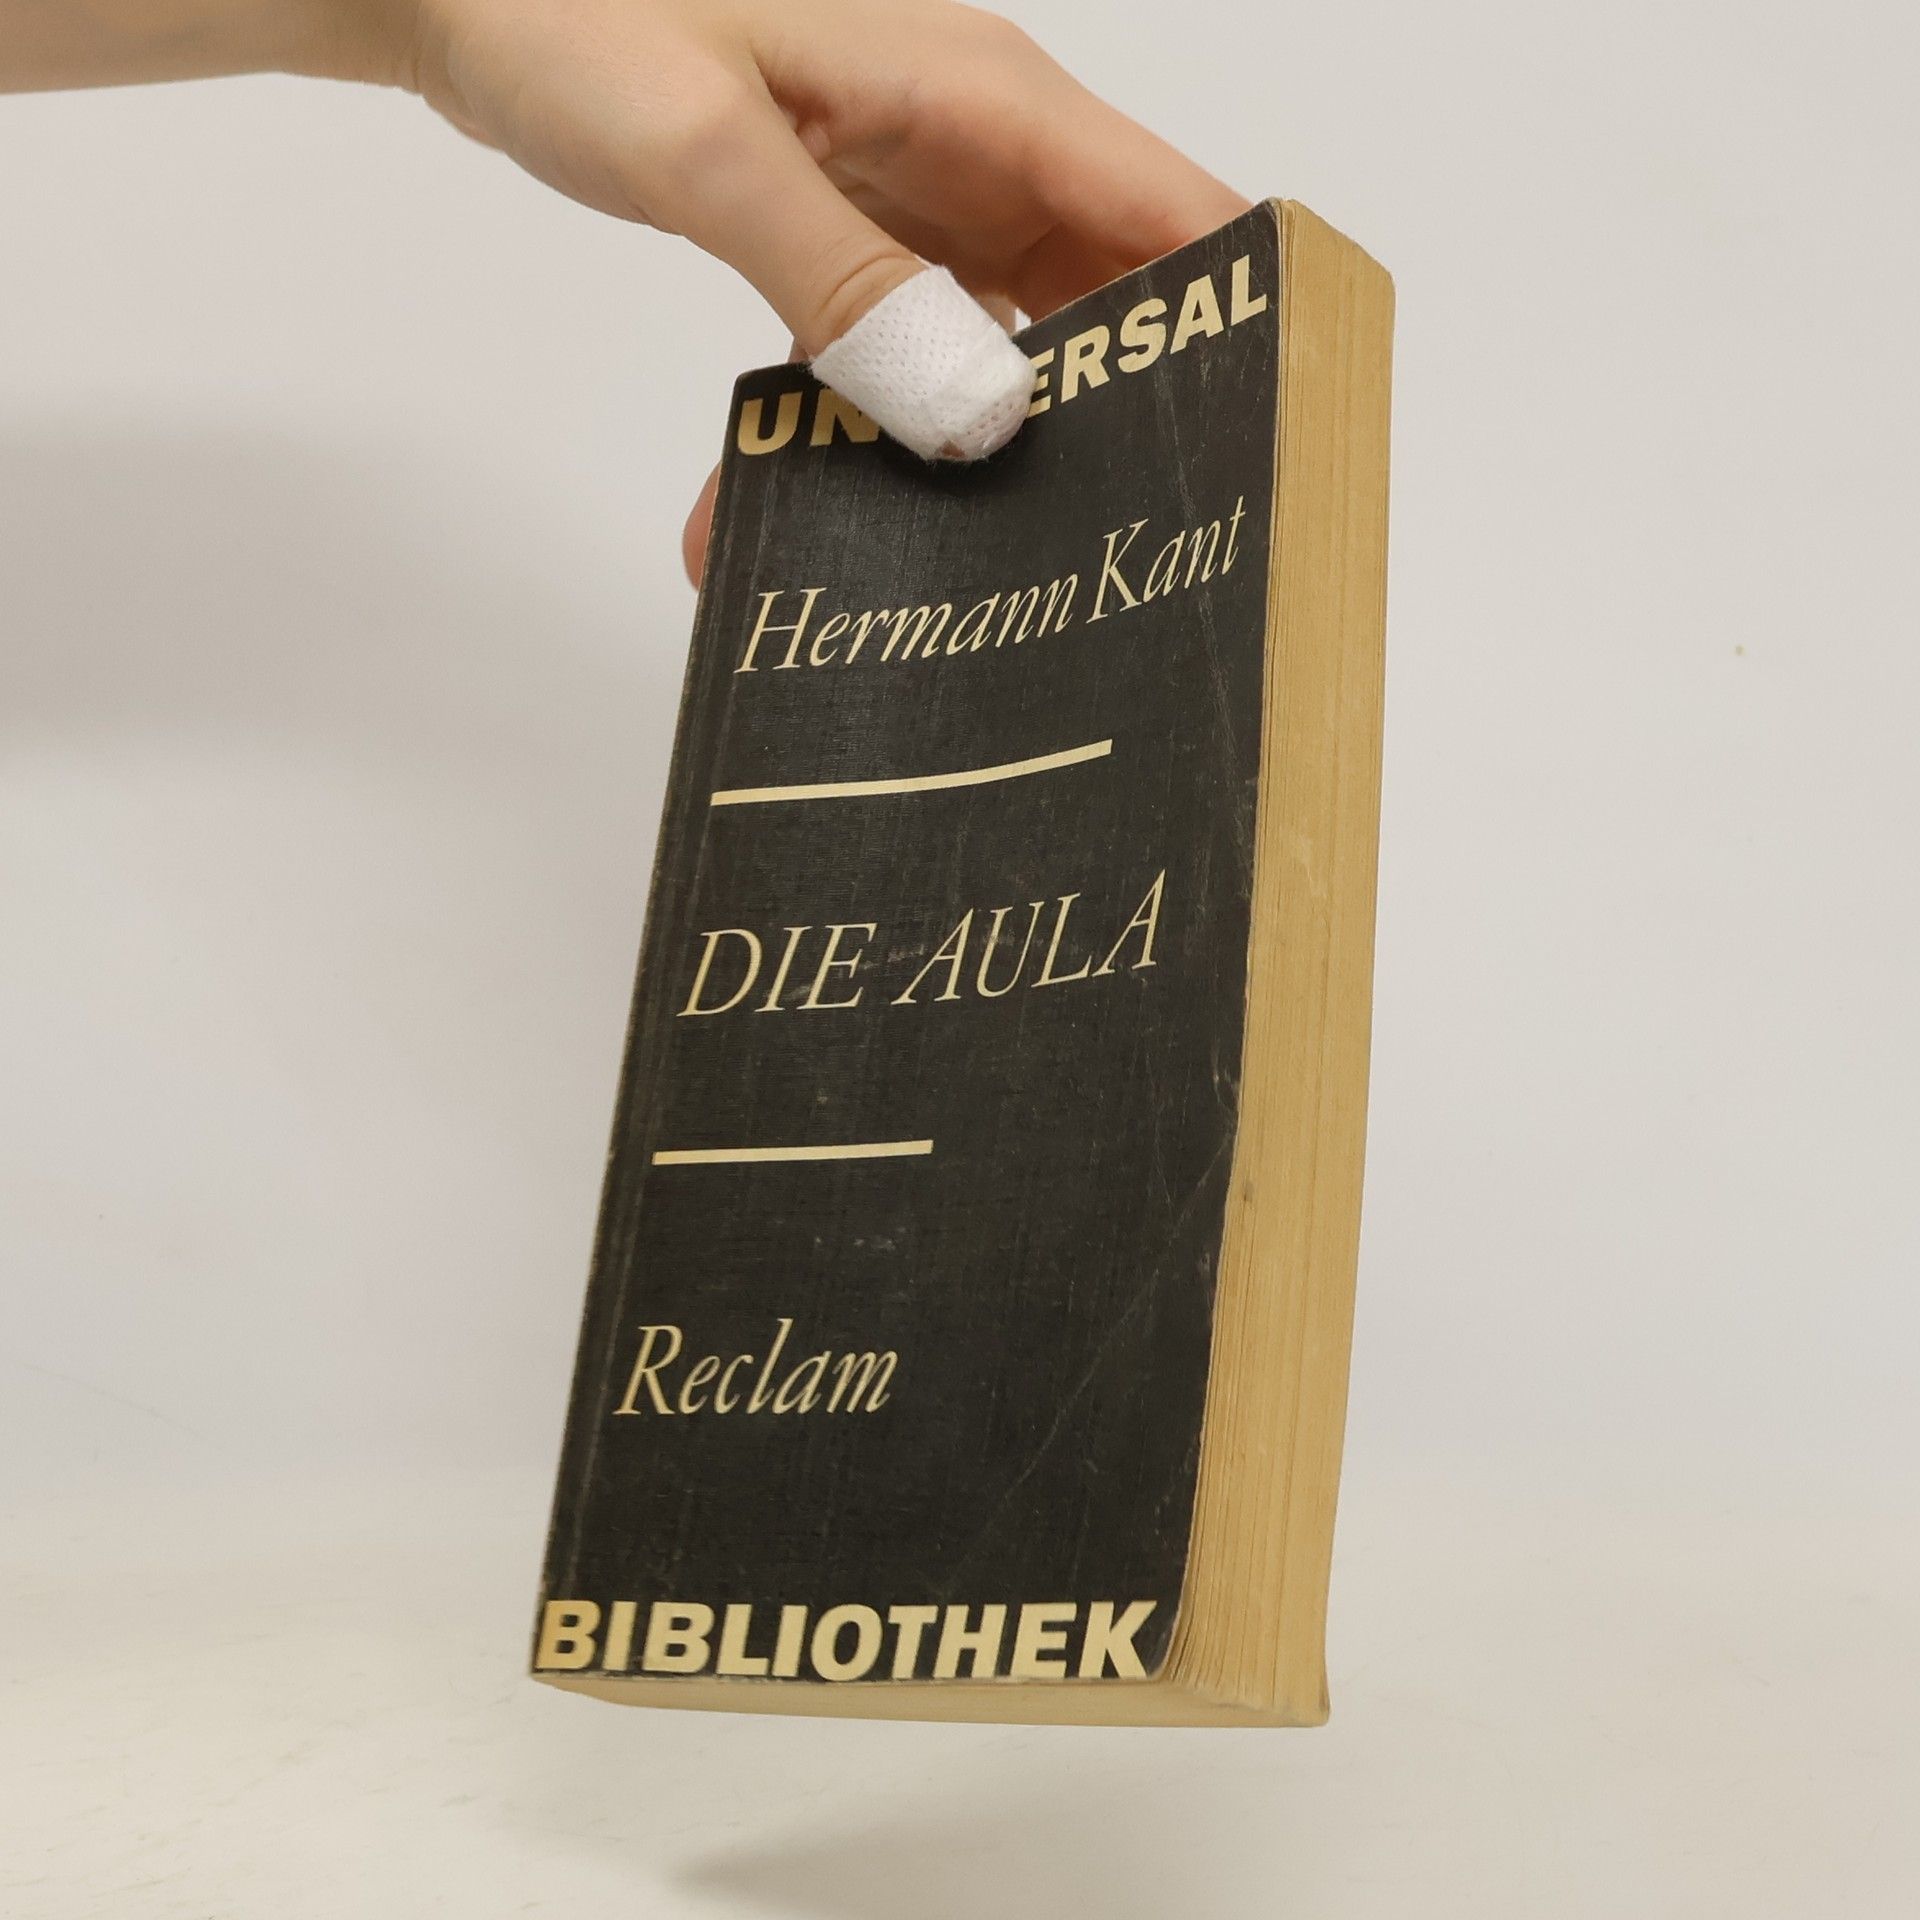 Hermann Kant
DIE AULA
Reclam
BIBLIOTHEK